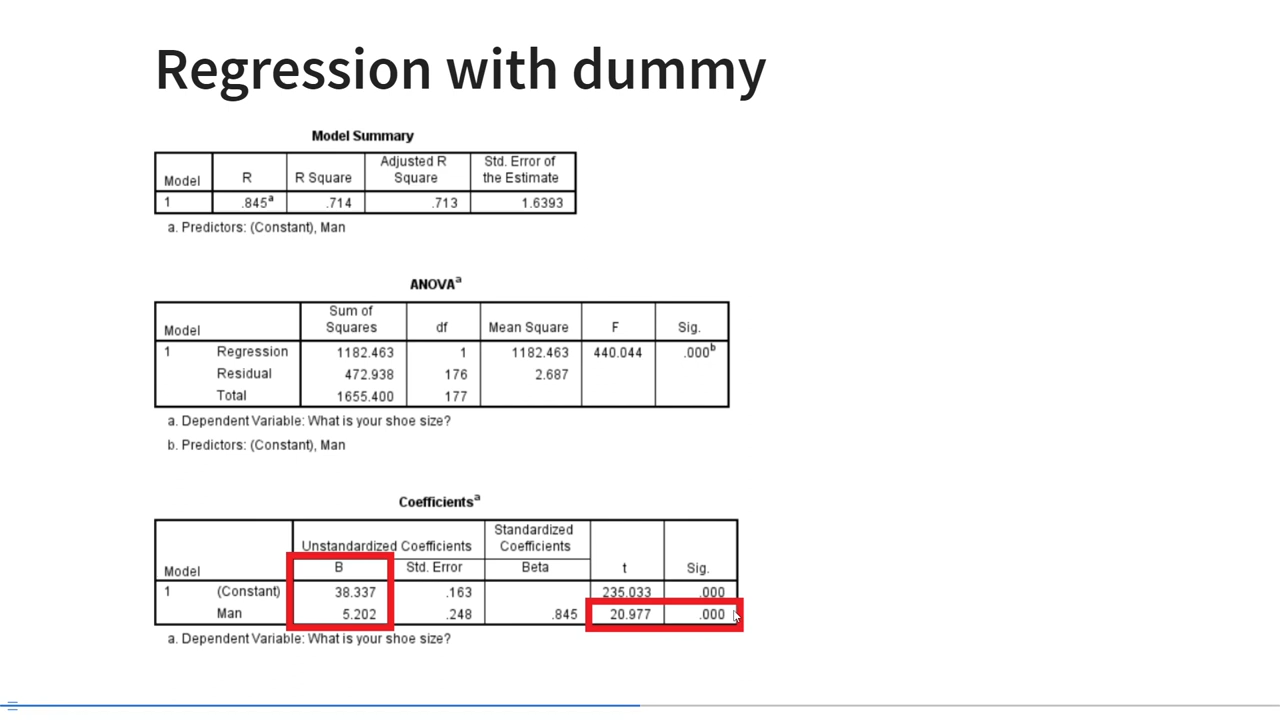 Regression with dummy
Model Summary
Model R R Square Adjusted R Square Std. Error of the Estimate
1 .845a .714 .713 1.6393
a. Predictors: (Constant), Man
ANOVAa
Model Sum of Squares df Mean Square F Sig.
1 Regression 1182.463 1 1182.463 440.044 .000b
Residual 472.938 176 2.687
Total 1655.400 177
a. Dependent Variable: What is your shoe size?
b. Predictors: (Constant), Man
Coefficientsa
Model Unstandardized Coefficients Standardized Coefficients t Sig.
B Std. Error Beta
1 (Constant) 38.337 .163 235.033 .000
Man 5.202 .248 .845 20.977 .000
a. Dependent Variable: What is your shoe size?